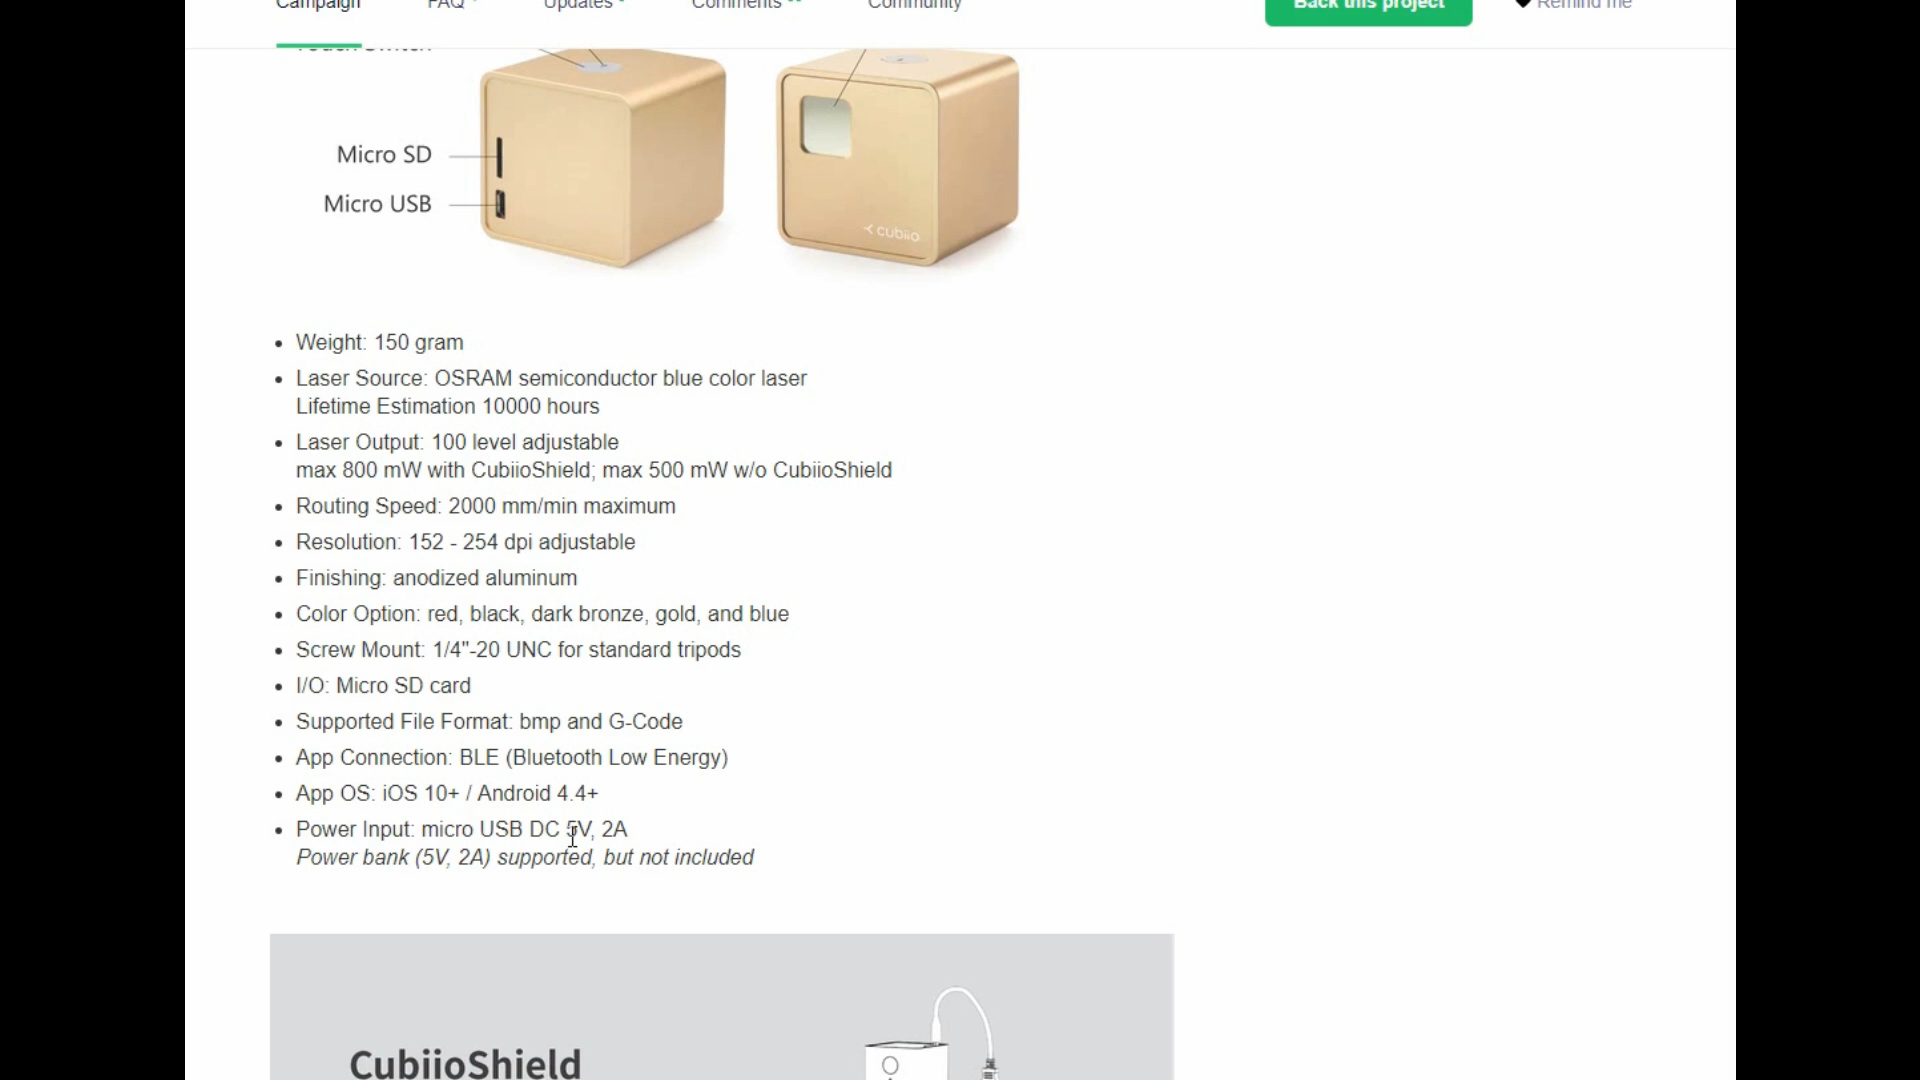 Campaign FAQ Updates Comments Community Back this project Remind me
Touch Switch
Micro SD
Micro USB
cubiio
• Weight: 150 gram
• Laser Source: OSRAM semiconductor blue color laser
Lifetime Estimation 10000 hours
• Laser Output: 100 level adjustable
max 800 mW with CubiioShield; max 500 mW w/o CubiioShield
• Routing Speed: 2000 mm/min maximum
• Resolution: 152 - 254 dpi adjustable
• Finishing: anodized aluminum
• Color Option: red, black, dark bronze, gold, and blue
• Screw Mount: 1/4"-20 UNC for standard tripods
• I/O: Micro SD card
• Supported File Format: bmp and G-Code
• App Connection: BLE (Bluetooth Low Energy)
• App OS: iOS 10+ / Android 4.4+
• Power Input: micro USB DC 5V, 2A
Power bank (5V, 2A) supported, but not included
CubiioShield